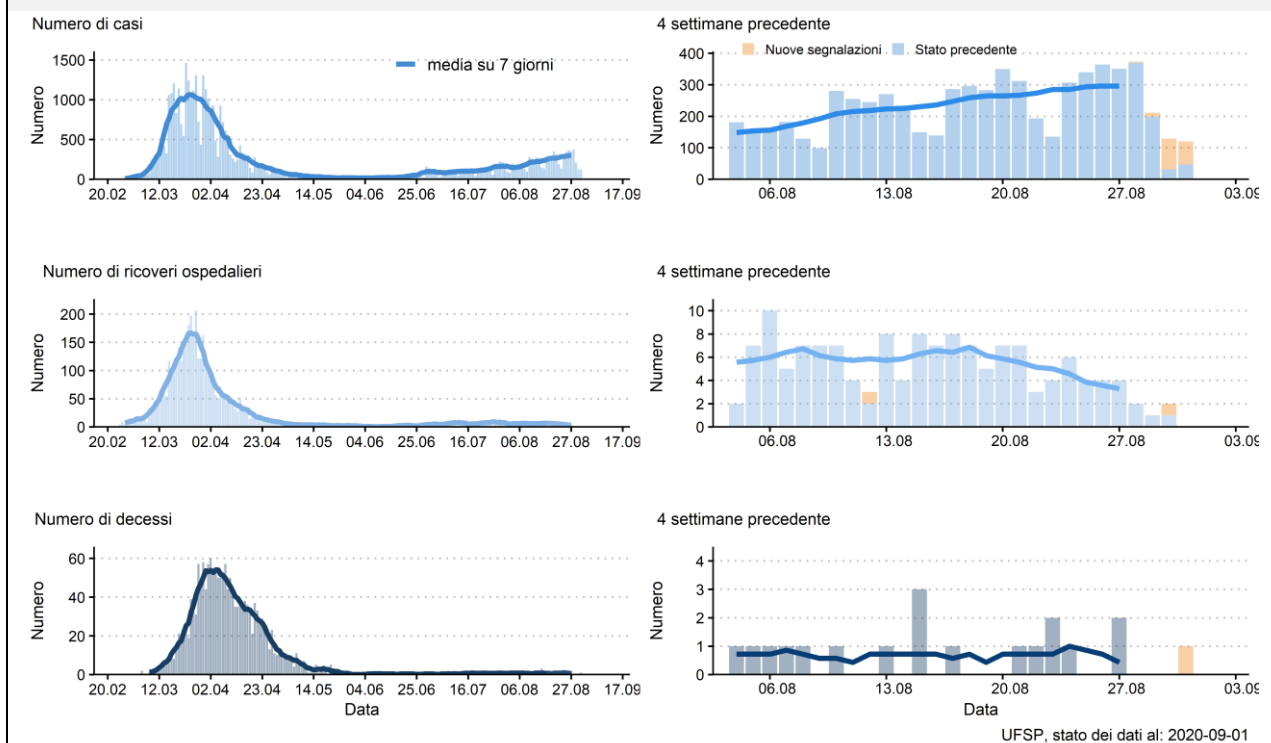 Numero di casi
4 settimane precedente
1500
1000
500
0
Numero
media su 7 giorni
20.02 12.03 02.04 23.04 14.05 04.06 25.06 16.07 06.08 27.08 17.09
400
300
200
100
0
Numero
Nuove segnalazioni Stato precedente
06.08 13.08 20.08 27.08 03.09
Numero di ricoveri ospedalieri
4 settimane precedente
200
150
100
50
0
Numero
20.02 12.03 02.04 23.04 14.05 04.06 25.06 16.07 06.08 27.08 17.09
10
8
6
4
2
0
Numero
06.08 13.08 20.08 27.08 03.09
Numero di decessi
4 settimane precedente
60
40
20
0
Numero
20.02 12.03 02.04 23.04 14.05 04.06 25.06 16.07 06.08 27.08 17.09
Data
4
3
2
1
0
Numero
06.08 13.08 20.08 27.08 03.09
Data
UFSP, stato dei dati al: 2020-09-01